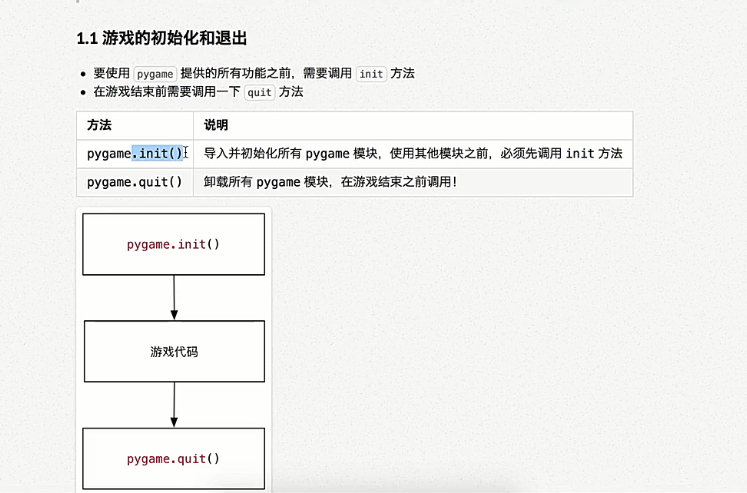 1.1 游戏的初始化和退出
要使用 pygame 提供的所有功能之前，需要调用 init 方法
在游戏结束前需要调用一下 quit 方法
方法 说明
pygame.init() 导入并初始化所有 pygame 模块，使用其他模块之前，必须先调用 init 方法
pygame.quit() 卸载所有 pygame 模块，在游戏结束之前调用！
pygame.init()
游戏代码
pygame.quit()